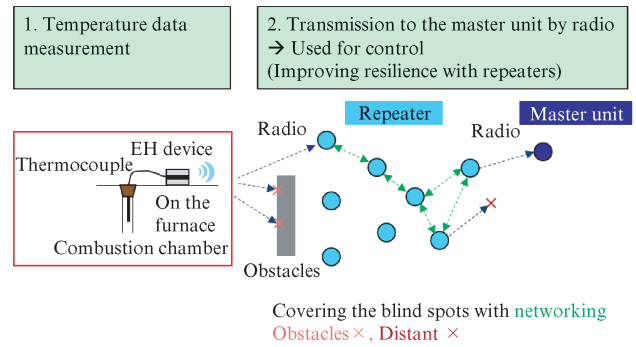 1. Temperature data
measurement
2. Transmission to the master unit by radio
→ Used for control
(Improving resilience with repeaters)
Radio
Repeater
Radio
Master unit
EH device
Thermocouple
On the
furnace
Combustion chamber
Obstacles
Covering the blind spots with networking
Obstacles ×, Distant ×